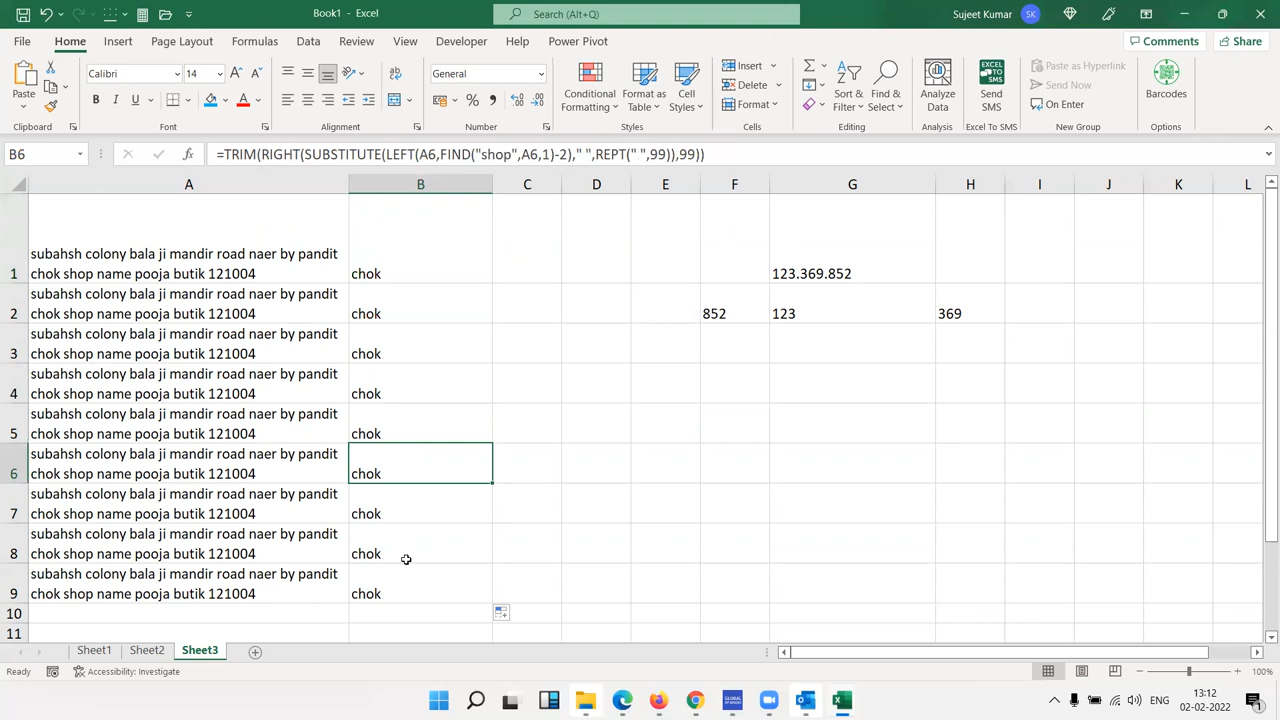 Book1 - Excel
Search (Alt+Q)
Sujeet Kumar
SK
File Home Insert Page Layout Formulas Data Review View Developer Help Power Pivot
Comments
Share
Paste
Clipboard
Calibri
14
B I U
Font
Alignment
General
Number
Conditional Formatting
Format as Table
Cell Styles
Styles
Insert
Delete
Format
Cells
Sort & Filter
Find & Select
Editing
Analyze Data
Analysis
Excel to SMS Send SMS
Paste as Hyperlink
Send Now
On Enter
Excel To SMS
Barcodes
Options
B6
=TRIM(RIGHT(SUBSTITUTE(LEFT(A6,FIND("shop",A6,1)-2)," ",REPT(" ",99)),99))
A B C D E F G H I J K L
subahsh colony bala ji mandir road naer by pandit
1 chok shop name pooja butik 121004 chok 123.369.852
subahsh colony bala ji mandir road naer by pandit
2 chok shop name pooja butik 121004 chok 852 123 369
subahsh colony bala ji mandir road naer by pandit
3 chok shop name pooja butik 121004 chok
subahsh colony bala ji mandir road naer by pandit
4 chok shop name pooja butik 121004 chok
subahsh colony bala ji mandir road naer by pandit
5 chok shop name pooja butik 121004 chok
subahsh colony bala ji mandir road naer by pandit
6 chok shop name pooja butik 121004 chok
subahsh colony bala ji mandir road naer by pandit
7 chok shop name pooja butik 121004 chok
subahsh colony bala ji mandir road naer by pandit
8 chok shop name pooja butik 121004 chok
subahsh colony bala ji mandir road naer by pandit
9 chok shop name pooja butik 121004 chok
10
11
Sheet1 Sheet2 Sheet3
Ready
Accessibility: Investigate
100%
ENG
13:12
02-02-2022